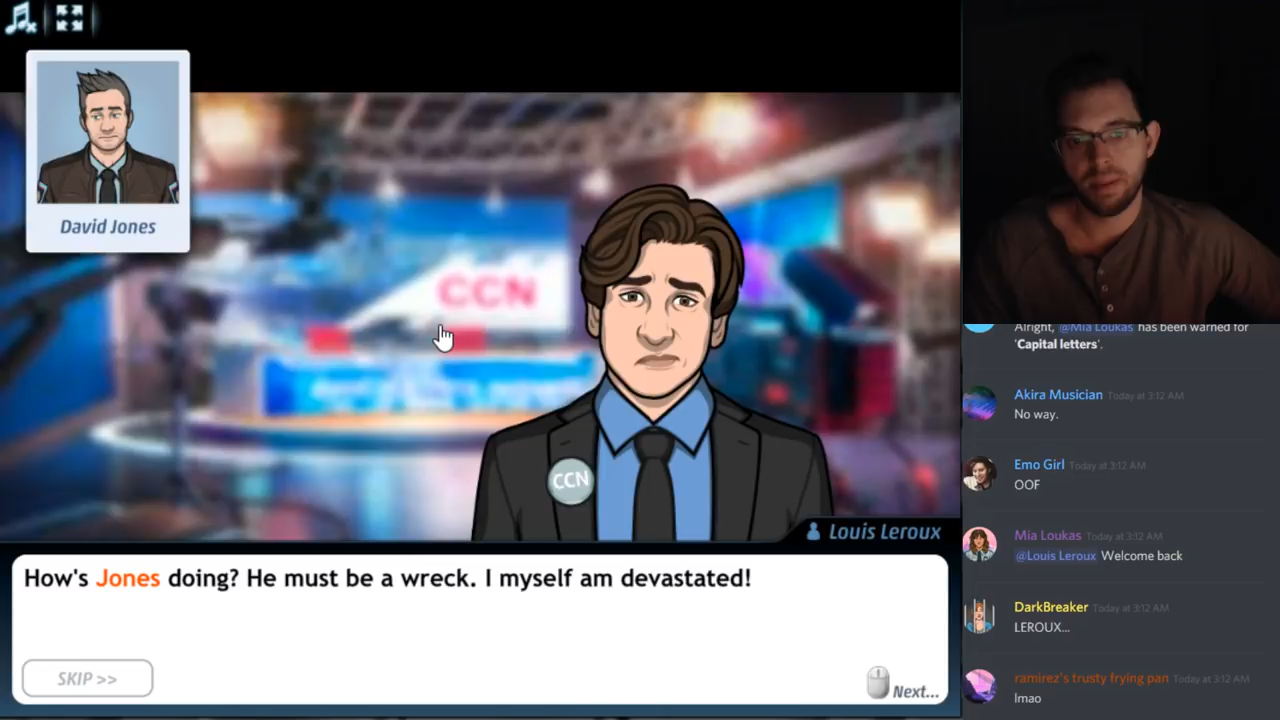 David Jones
CCN
CCN
Louis Leroux
How's Jones doing? He must be a wreck. I myself am devastated!
SKIP >>
Next...
Alright, @Mia Loukas has been warned for
'Capital letters'.
Akira Musician Today at 3:12 AM
No way.
Emo Girl Today at 3:12 AM
OOF
Mia Loukas Today at 3:12 AM
@Louis Leroux Welcome back
DarkBreaker Today at 3:12 AM
LEROUX...
ramirez's trusty frying pan Today at 3:12 AM
lmao